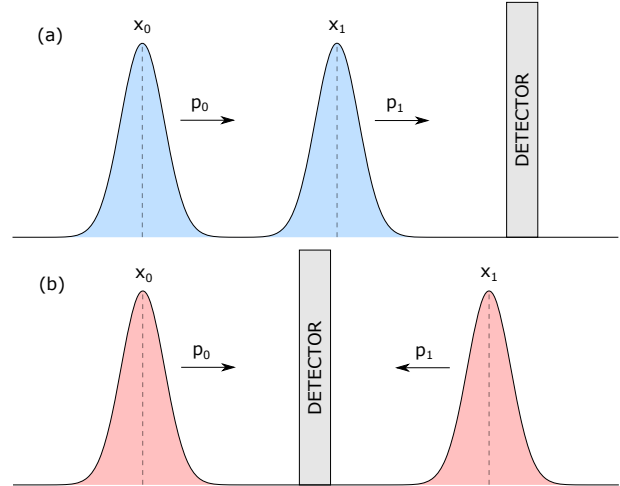 (a)
x₀
x₁
p₀
p₁
DETECTOR
(b)
x₀
x₁
p₀
p₁
DETECTOR